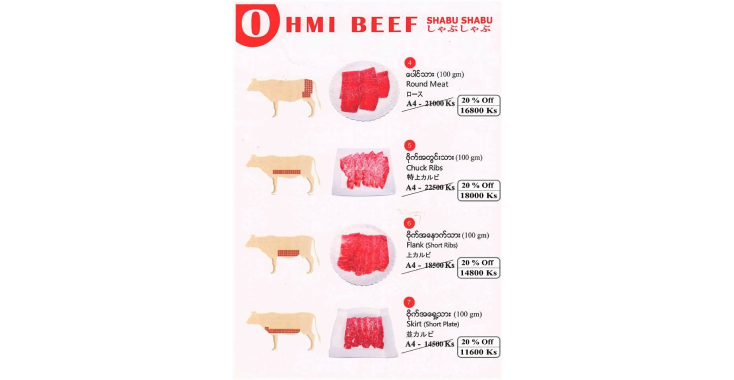 OHMI BEEF SHABU SHABU
しゃぶしゃぶ
4
ပေါင်သား (100 gm)
Round Meat
ロース
A4 - 21000 Ks
20 % Off
16800 Ks
5
ဗိုက်အတွင်းသား (100 gm)
Chuck Ribs
特上カルビ
A4 - 22500 Ks
20 % Off
18000 Ks
6
ဗိုက်အနောက်သား (100 gm)
Flank (Short Ribs)
上カルビ
A4 - 18500 Ks
20 % Off
14800 Ks
7
ဗိုက်အရှေ့သား (100 gm)
Skirt (Short Plate)
並カルビ
A4 - 14500 Ks
20 % Off
11600 Ks